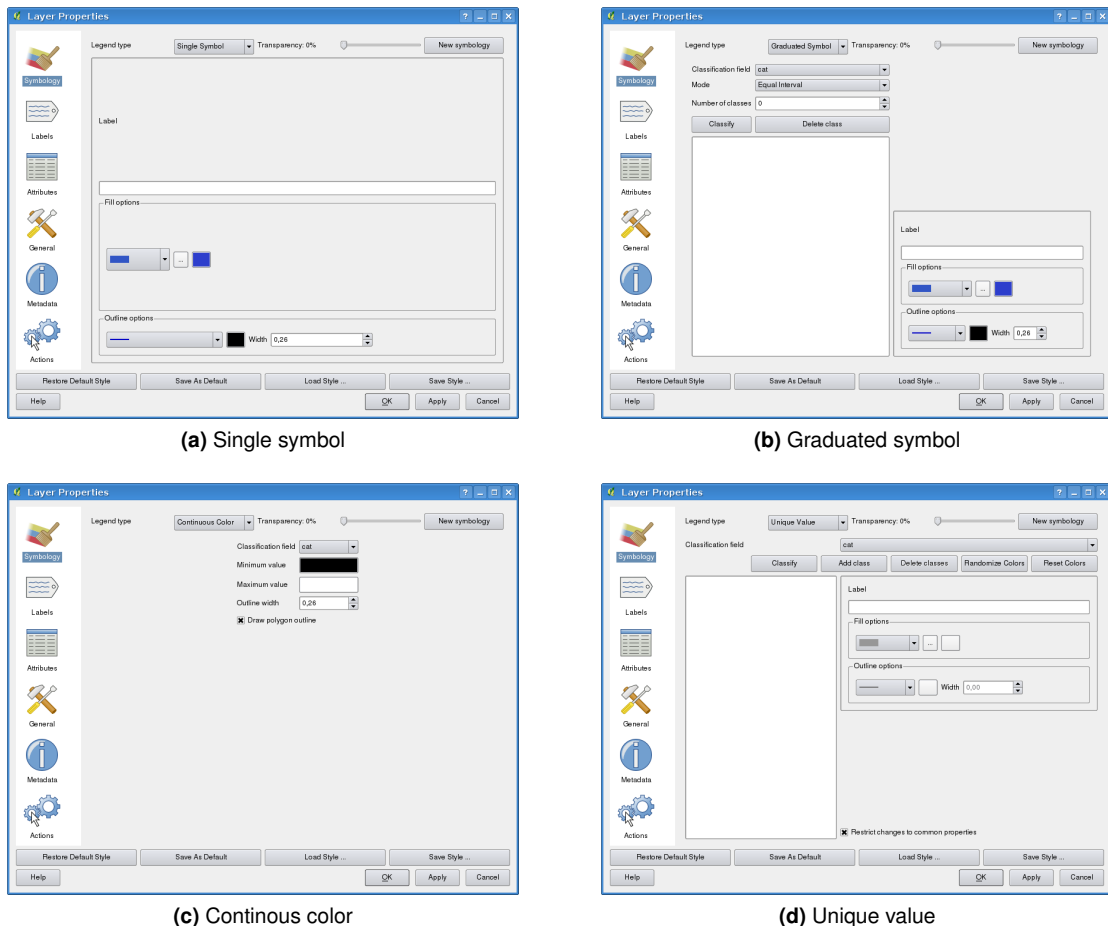 Layer Properties
Legend type Single Symbol Transparency: 0% New symbology
Symbology
Label
Labels
Attributes
Fill options
...
General
Metadata
Outline options
Width 0,26
Actions
Restore Default Style Save As Default Load Style ... Save Style ...
Help OK Apply Cancel
(a) Single symbol
Layer Properties
Legend type Graduated Symbol Transparency: 0% New symbology
Classification field cat
Symbology
Mode Equal Interval
Number of classes 0
Classify Delete class
Labels
Attributes
Label
General
Fill options
...
Metadata
Outline options
Width 0,26
Actions
Restore Default Style Save As Default Load Style ... Save Style ...
Help OK Apply Cancel
(b) Graduated symbol
Layer Properties
Legend type Continuous Color Transparency: 0% New symbology
Classification field cat
Symbology
Minimum value
Maximum value
Outline width 0,26
Labels
Draw polygon outline
Attributes
General
Metadata
Actions
Restore Default Style Save As Default Load Style ... Save Style ...
Help OK Apply Cancel
(c) Continous color
Layer Properties
Legend type Unique Value Transparency: 0% New symbology
Classification field cat
Symbology
Classify Add class Delete classes Randomize Colors Reset Colors
Label
Labels
Fill options
...
Attributes
Outline options
Width 0,00
General
Metadata
Actions
Restrict changes to common properties
Restore Default Style Save As Default Load Style ... Save Style ...
Help OK Apply Cancel
(d) Unique value